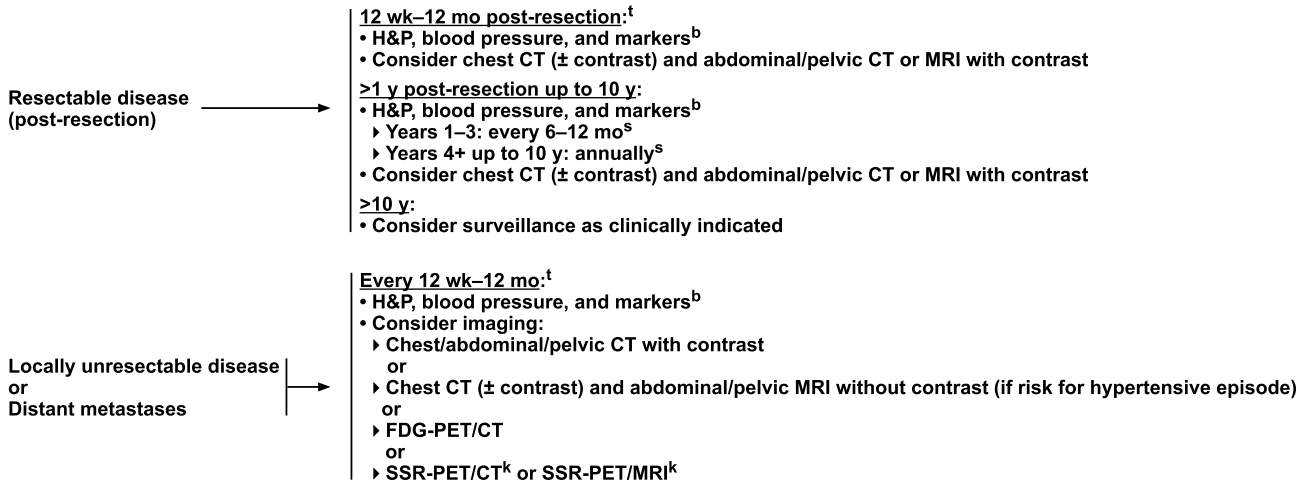 Resectable disease
(post-resection)
12 wk–12 mo post-resection:t
• H&P, blood pressure, and markersb
• Consider chest CT (± contrast) and abdominal/pelvic CT or MRI with contrast
>1 y post-resection up to 10 y:
• H&P, blood pressure, and markersb
Years 1–3: every 6–12 mos
Years 4+ up to 10 y: annuallys
• Consider chest CT (± contrast) and abdominal/pelvic CT or MRI with contrast
>10 y:
• Consider surveillance as clinically indicated
Locally unresectable disease
or
Distant metastases
Every 12 wk–12 mo:t
• H&P, blood pressure, and markersb
• Consider imaging:
Chest/abdominal/pelvic CT with contrast
or
Chest CT (± contrast) and abdominal/pelvic MRI without contrast (if risk for hypertensive episode)
or
FDG-PET/CT
or
SSR-PET/CTk or SSR-PET/MRIk